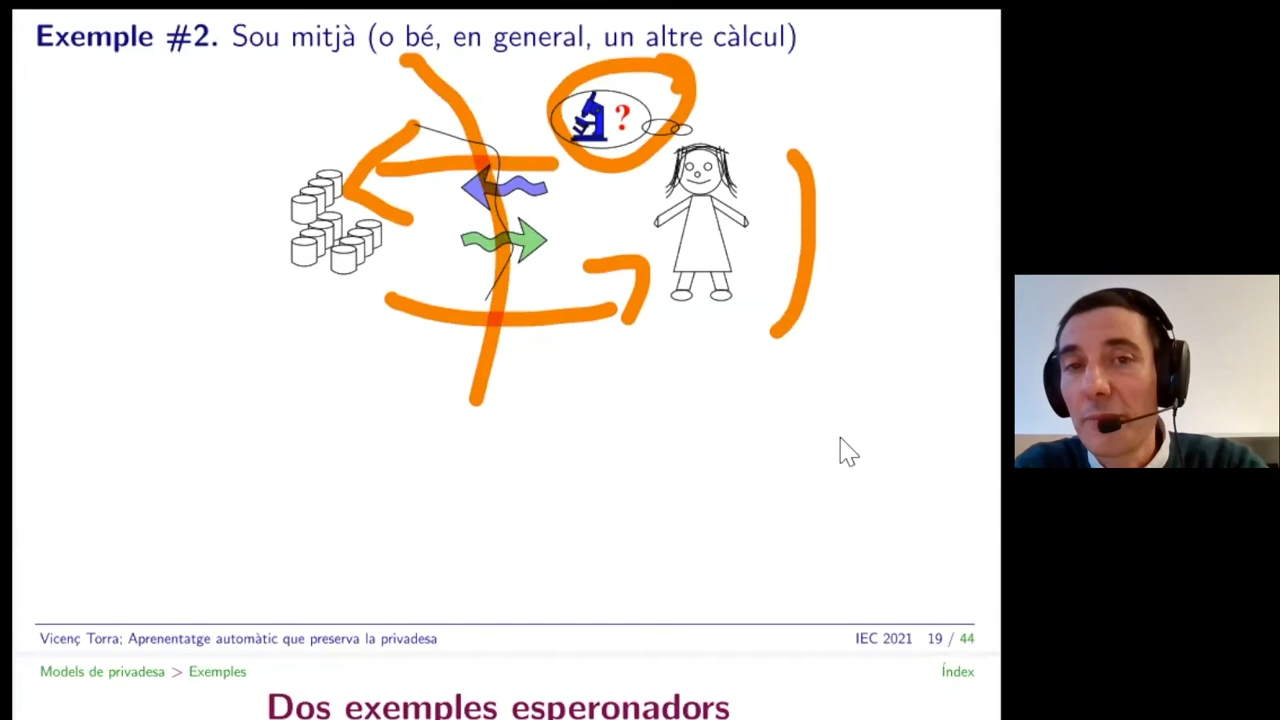 Exemple #2. Sou mitjà (o bé, en general, un altre càlcul)
?
Vicenç Torra; Aprenentatge automàtic que preserva la privadesa
IEC 2021 19 / 44
Models de privadesa > Exemples
Índex
Dos exemples esperonadors